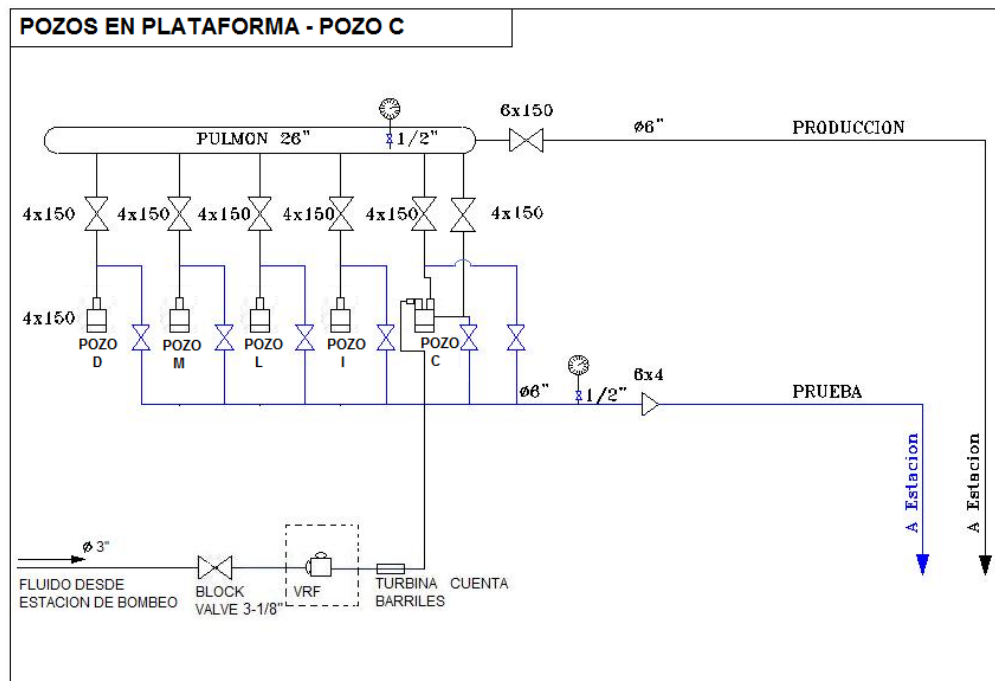 POZOS EN PLATAFORMA - POZO C
6x150
PULMON 26"
1/2"
ø6"
PRODUCCION
4x150
4x150
4x150
4x150
4x150
4x150
4x150
POZO
D
POZO
M
POZO
L
POZO
I
POZO
C
ø6"
1/2"
6x4
PRUEBA
A Estacion
A Estacion
ø 3"
FLUIDO DESDE
ESTACION DE BOMBEO
BLOCK
VALVE 3-1/8"
VRF
TURBINA CUENTA
BARRILES